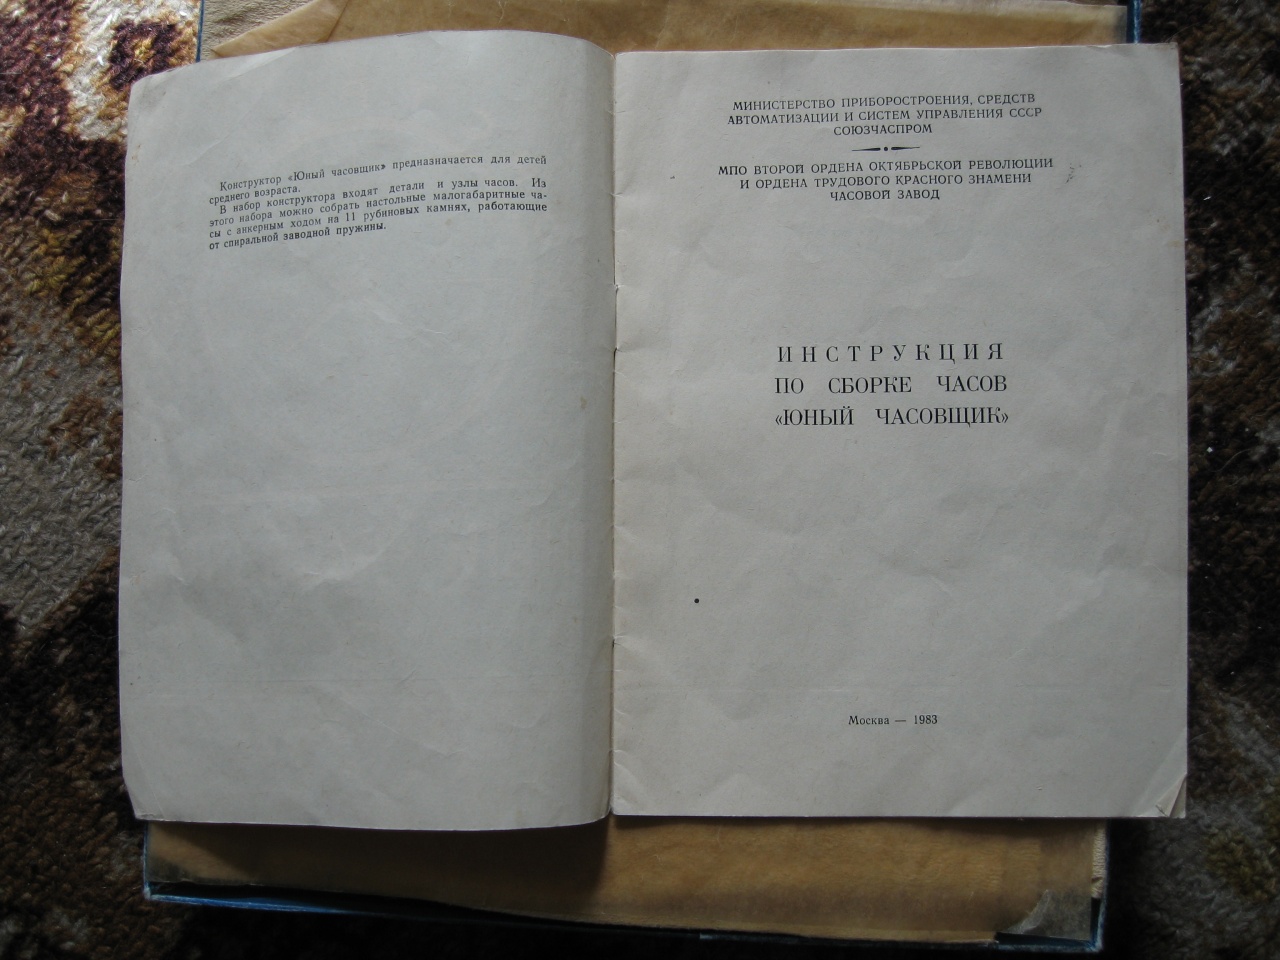 Конструктор «Юный часовщик» предназначается для детей
среднего возраста.
В набор конструктора входят детали и узлы часов. Из
этого набора можно собрать настольные малогабаритные ча-
сы с анкерным ходом на 11 рубиновых камнях, работающие
от спиральной заводной пружины.
МИНИСТЕРСТВО ПРИБОРОСТРОЕНИЯ, СРЕДСТВ
АВТОМАТИЗАЦИИ И СИСТЕМ УПРАВЛЕНИЯ СССР
СОЮЗЧАСПРОМ
МПО ВТОРОЙ ОРДЕНА ОКТЯБРЬСКОЙ РЕВОЛЮЦИИ
И ОРДЕНА ТРУДОВОГО КРАСНОГО ЗНАМЕНИ
ЧАСОВОЙ ЗАВОД
ИНСТРУКЦИЯ
ПО СБОРКЕ ЧАСОВ
«ЮНЫЙ ЧАСОВЩИК»
Москва — 1983